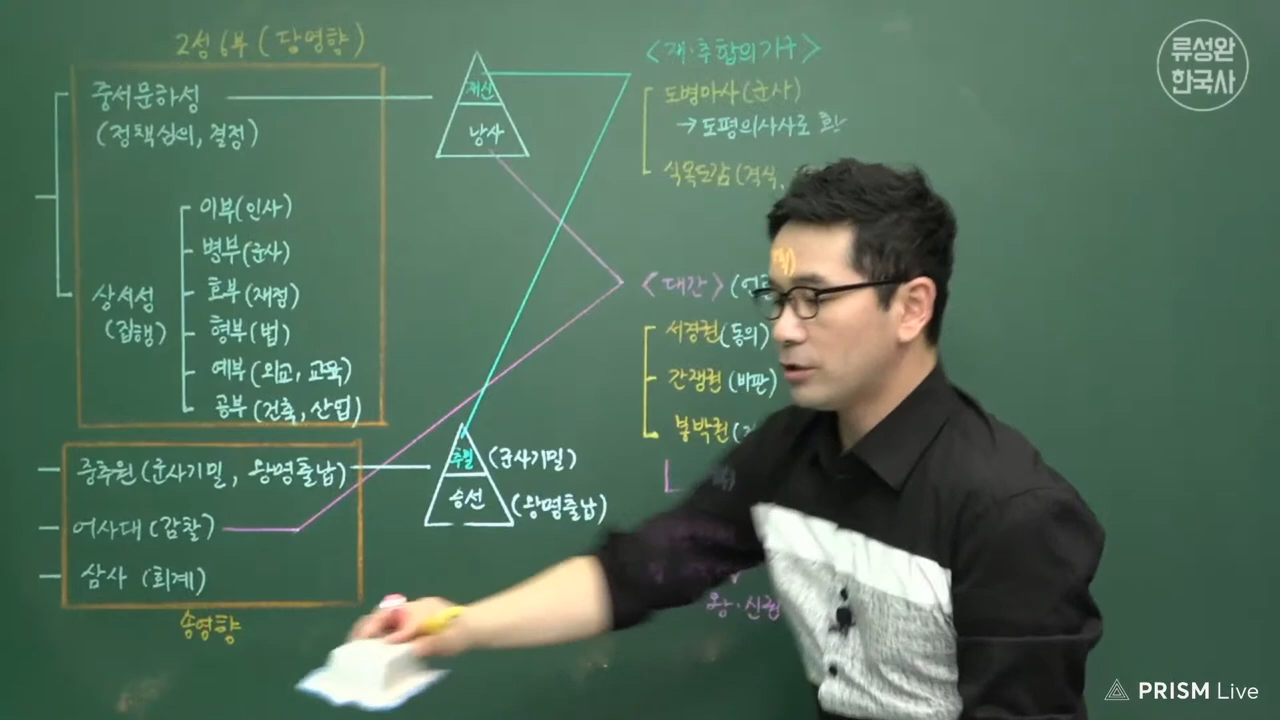 2성 6부 (당영향)
중서문하성
(정책심의, 결정)
상서성
(집행)
이부(인사)
병부(군사)
호부(재정)
형부(법)
예부(외교, 교육)
공부(건축, 산업)
중추원(군사기밀, 왕명출납)
어사대(감찰)
삼사 (회계)
송영향
재신
낭사
추밀 (군사기밀)
승선 (왕명출납)
<재·추합의기구>
도병마사(군사)
→도평의사사로
식목도감(격식,
<대간>
서경권(동의)
간쟁권(비판)
봉박권
왕·신권
류성완
한국사
PRISM Live